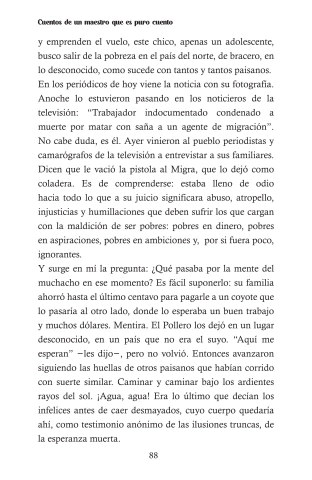 Cuentos de un maestro que es puro cuento
y emprenden el vuelo, este chico, apenas un adolescente,
busco salir de la pobreza en el país del norte, de bracero, en
lo desconocido, como sucede con tantos y tantos paisanos.
En los periódicos de hoy viene la noticia con su fotografía.
Anoche lo estuvieron pasando en los noticieros de la
televisión: “Trabajador indocumentado condenado a
muerte por matar con saña a un agente de migración”.
No cabe duda, es él. Ayer vinieron al pueblo periodistas y
camarógrafos de la televisión a entrevistar a sus familiares.
Dicen que le vació la pistola al Migra, que lo dejó como
coladera. Es de comprenderse: estaba lleno de odio
hacia todo lo que a su juicio significara abuso, atropello,
injusticias y humillaciones que deben sufrir los que cargan
con la maldición de ser pobres: pobres en dinero, pobres
en aspiraciones, pobres en ambiciones y, por si fuera poco,
ignorantes.
Y surge en mí la pregunta: ¿Qué pasaba por la mente del
muchacho en ese momento? Es fácil suponerlo: su familia
ahorró hasta el último centavo para pagarle a un coyote que
lo pasaría al otro lado, donde lo esperaba un buen trabajo
y muchos dólares. Mentira. El Pollero los dejó en un lugar
desconocido, en un país que no era el suyo. “Aquí me
esperan” −les dijo−, pero no volvió. Entonces avanzaron
siguiendo las huellas de otros paisanos que habían corrido
con suerte similar. Caminar y caminar bajo los ardientes
rayos del sol. ¡Agua, agua! Era lo último que decían los
infelices antes de caer desmayados, cuyo cuerpo quedaría
ahí, como testimonio anónimo de las ilusiones truncas, de
la esperanza muerta.
88